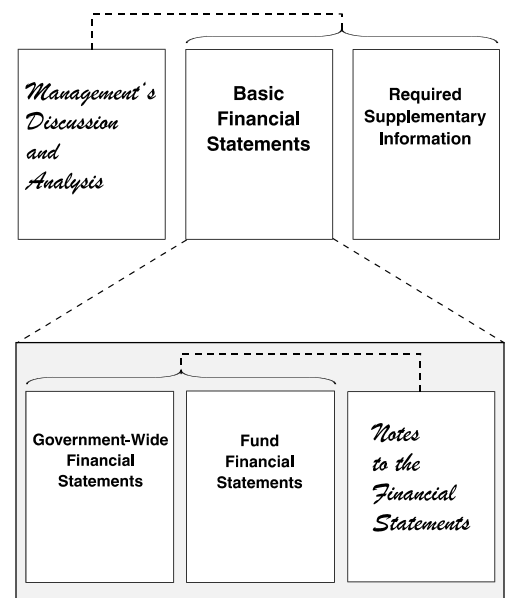 Management's
Discussion
and
Analysis
Basic
Financial
Statements
Required
Supplementary
Information
Government-Wide
Financial
Statements
Fund
Financial
Statements
Notes
to the
Financial
Statements